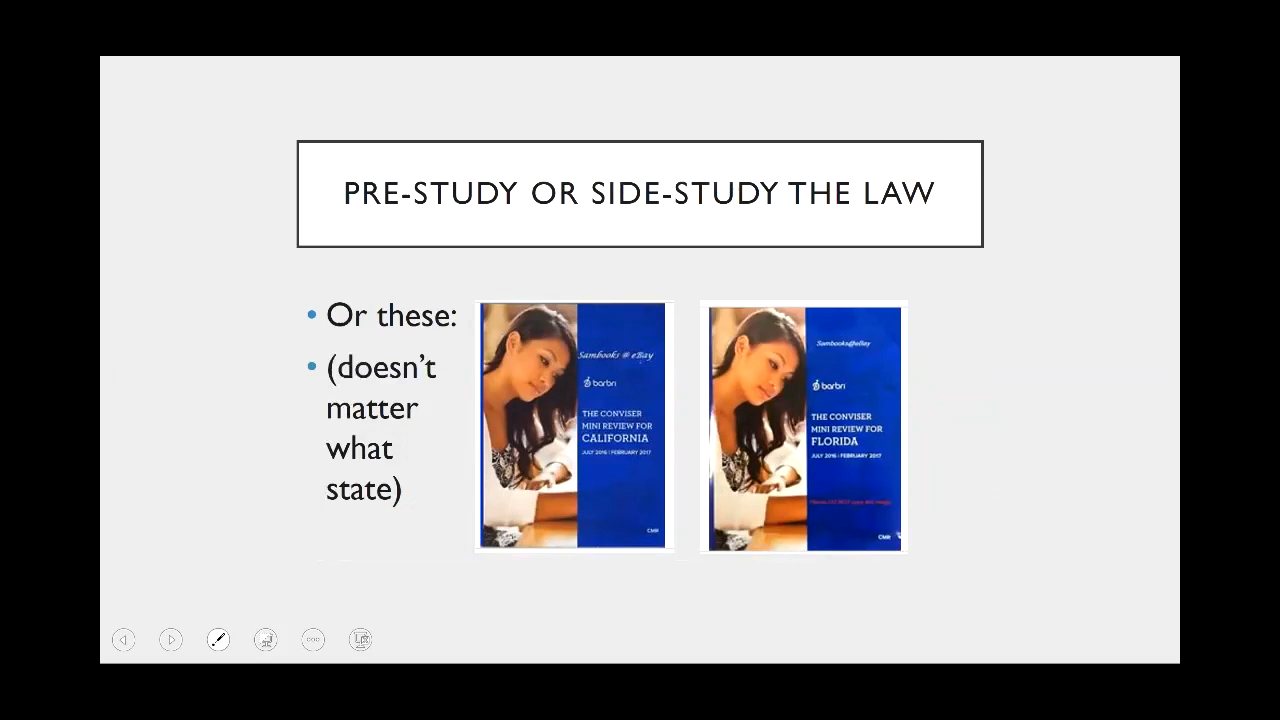 PRE-STUDY OR SIDE-STUDY THE LAW
• Or these:
• (doesn't
matter
what
state)
Sambooks @ eBay
barbri
THE CONVISER
MINI REVIEW FOR
CALIFORNIA
JULY 2016 | FEBRUARY 2017
CMR
Sambooks@eBay
barbri
THE CONVISER
MINI REVIEW FOR
FLORIDA
JULY 2016 | FEBRUARY 2017
CMR